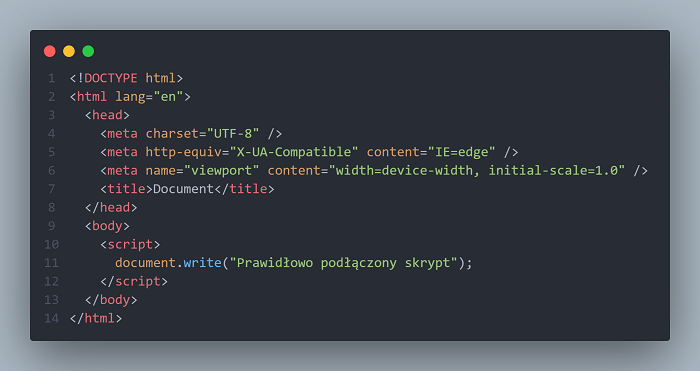 1 <!DOCTYPE html>
2 <html lang="en">
3   <head>
4     <meta charset="UTF-8" />
5     <meta http-equiv="X-UA-Compatible" content="IE=edge" />
6     <meta name="viewport" content="width=device-width, initial-scale=1.0" />
7     <title>Document</title>
8   </head>
9   <body>
10     <script>
11       document.write("Prawidłowo podłączony skrypt");
12     </script>
13   </body>
14 </html>